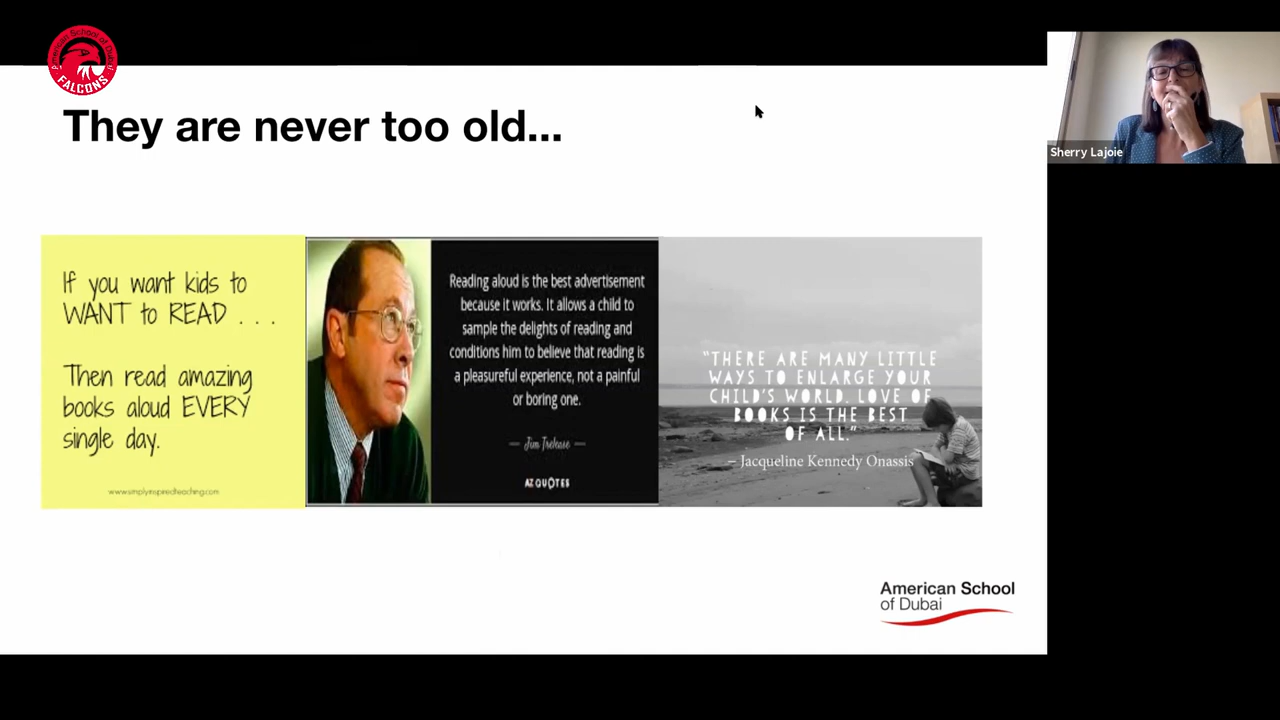 American School of Dubai
FALCONS
They are never too old...
Sherry Lajoie
If you want kids to
WANT to READ . . .
Then read amazing
books aloud EVERY
single day.
www.simplyinspiredteaching.com
Reading aloud is the best advertisement
because it works. It allows a child to
sample the delights of reading and
conditions him to believe that reading is
a pleasureful experience, not a painful
or boring one.
— Jim Trelease —
AZ QUOTES
“THERE ARE MANY LITTLE
WAYS TO ENLARGE YOUR
CHILD'S WORLD. LOVE OF
BOOKS IS THE BEST
OF ALL.”
– Jacqueline Kennedy Onassis
American School
of Dubai